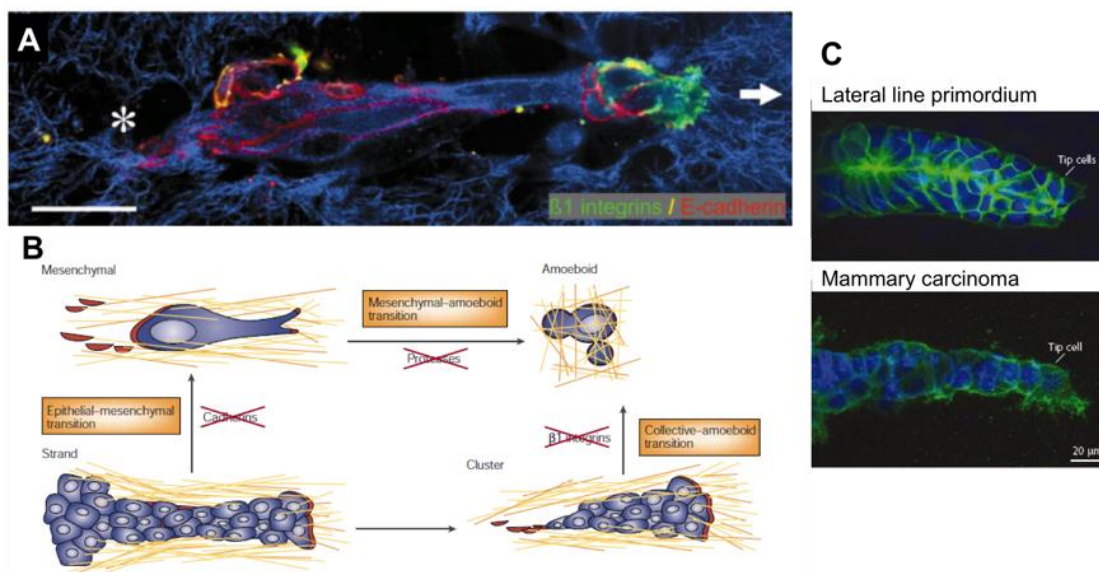 A
ß1 integrins / E-cadherin
B
Mesenchymal
Amoeboid
Mesenchymal–amoeboid
transition
Proteases
Epithelial–mesenchymal
transition
Cadherins
β1 integrins
Collective–amoeboid
transition
Strand
Cluster
C
Lateral line primordium
Tip cells
Mammary carcinoma
Tip cell
20 µm